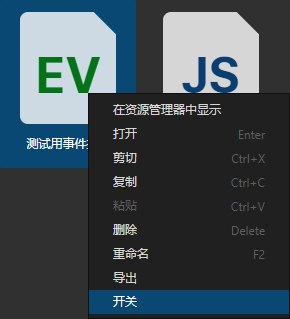 EV
JS
测试用事件
在资源管理器中显示
打开 Enter
剪切 Ctrl+X
复制 Ctrl+C
粘贴 Ctrl+V
删除 Delete
重命名 F2
导出
开关